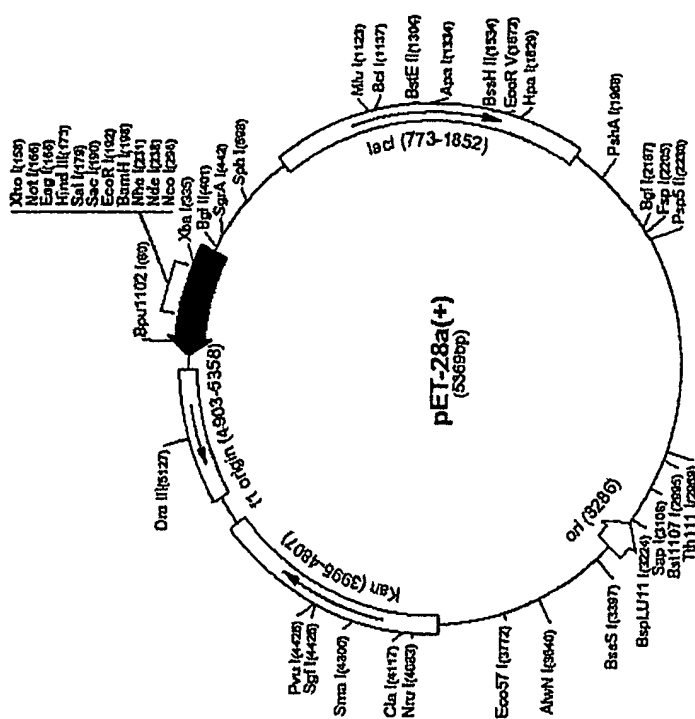 Xho I(158)
Not I(166)
Eag I(166)
Hind III(173)
Sal I(179)
Sac I(190)
EcoR I(192)
BamH I(198)
Nhe I(231)
Nde I(238)
Nco I(296)
Bpu1102 I(80)
Xba I(335)
Bgl II(401)
SgrA I(442)
Sph I(598)
Mlu I(1123)
Bcl I(1137)
BstE II(1304)
Apa I(1334)
BssH II(1534)
EcoR V(1573)
Hpa I(1629)
lacI (773-1852)
PshA I(1968)
Bgl I(2187)
Fsp I(2205)
Psp5 II(2230)
pET-28a(+)
(5369bp)
Tth111 I(2969)
Bst1107 I(2995)
Sap I(3108)
BspLU11 I(3224)
ori (3286)
BssS I(3397)
AlwN I(3640)
Eco57 I(3772)
Nru I(4083)
Cla I(4117)
Sma I(4300)
Sgf I(4426)
Pvu I(4426)
Kan (3995-4807)
f1 origin (4903-5358)
Dra III(5127)